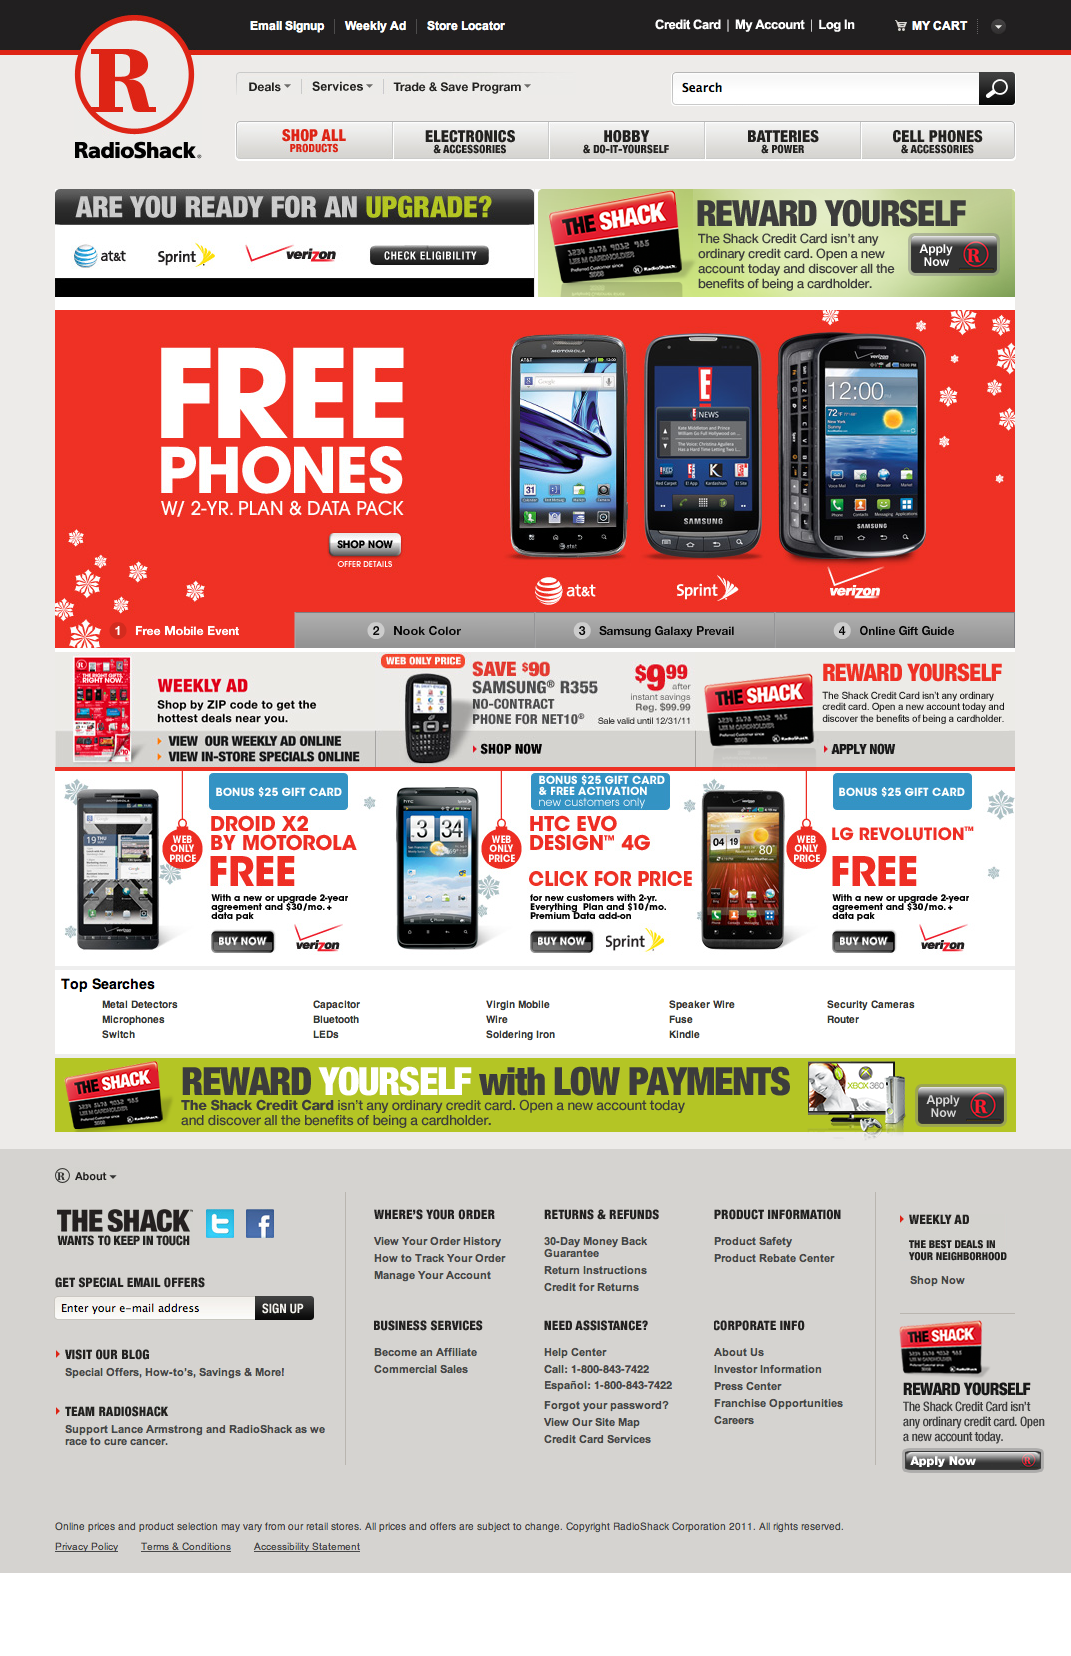 Email Signup
Weekly Ad
Store Locator
Credit Card
My Account
Log In
MY CART
R
RadioShack
Deals
Services
Trade & Save Program
Search
SHOP ALL
PRODUCTS
ELECTRONICS
& ACCESSORIES
HOBBY
& DO-IT-YOURSELF
BATTERIES
& POWER
CELL PHONES
& ACCESSORIES
ARE YOU READY FOR AN UPGRADE?
at&t
Sprint
verizon
CHECK ELIGIBILITY
THE SHACK
REWARD YOURSELF
The Shack Credit Card isn't any
ordinary credit card. Open a new
account today and discover all the
benefits of being a cardholder.
Apply
Now
FREE
PHONES
W/ 2-YR. PLAN & DATA PACK
SHOP NOW
OFFER DETAILS
MOTOROLA
E
NEWS
SAMSUNG
12:00
72°F
SAMSUNG
at&t
Sprint
verizon
1 Free Mobile Event
2 Nook Color
3 Samsung Galaxy Prevail
4 Online Gift Guide
WEEKLY AD
Shop by ZIP code to get the
hottest deals near you.
VIEW OUR WEEKLY AD ONLINE
VIEW IN-STORE SPECIALS ONLINE
WEB ONLY PRICE
SAVE $90
SAMSUNG® R355
NO-CONTRACT
PHONE FOR NET10®
$9.99
after
instant savings
Reg. $99.99
Sale valid until 12/31/11
SHOP NOW
THE SHACK
REWARD YOURSELF
The Shack Credit Card isn't any ordinary
credit card. Open a new account today and
discover the benefits of being a cardholder.
APPLY NOW
BONUS $25 GIFT CARD
WEB
ONLY
PRICE
DROID X2
BY MOTOROLA
FREE
With a new or upgrade 2-year
agreement and $30/mo. +
data pak
BUY NOW
verizon
BONUS $25 GIFT CARD
& FREE ACTIVATION
new customers only
3 34
WEB
ONLY
PRICE
HTC EVO
DESIGN™ 4G
CLICK FOR PRICE
for new customers with 2-yr.
Everything Plan and $10/mo.
Premium Data add-on
BUY NOW
Sprint
BONUS $25 GIFT CARD
04 19
80°
WEB
ONLY
PRICE
LG REVOLUTION™
FREE
With a new or upgrade 2-year
agreement and $30/mo. +
data pak
BUY NOW
verizon
Top Searches
Metal Detectors
Capacitor
Virgin Mobile
Speaker Wire
Security Cameras
Microphones
Bluetooth
Wire
Fuse
Router
Switch
LEDs
Soldering Iron
Kindle
THE SHACK
REWARD YOURSELF with LOW PAYMENTS
The Shack Credit Card isn't any ordinary credit card. Open a new account today
and discover all the benefits of being a cardholder.
XBOX 360
Apply
Now
About
THE SHACK
WANTS TO KEEP IN TOUCH
GET SPECIAL EMAIL OFFERS
Enter your e-mail address
SIGN UP
VISIT OUR BLOG
Special Offers, How-to's, Savings & More!
TEAM RADIOSHACK
Support Lance Armstrong and RadioShack as we
race to cure cancer.
WHERE'S YOUR ORDER
View Your Order History
How to Track Your Order
Manage Your Account
RETURNS & REFUNDS
30-Day Money Back
Guarantee
Return Instructions
Credit for Returns
PRODUCT INFORMATION
Product Safety
Product Rebate Center
BUSINESS SERVICES
Become an Affiliate
Commercial Sales
NEED ASSISTANCE?
Help Center
Call: 1-800-843-7422
Español: 1-800-843-7422
Forgot your password?
View Our Site Map
Credit Card Services
CORPORATE INFO
About Us
Investor Information
Press Center
Franchise Opportunities
Careers
WEEKLY AD
THE BEST DEALS IN
YOUR NEIGHBORHOOD
Shop Now
THE SHACK
REWARD YOURSELF
The Shack Credit Card isn't
any ordinary credit card. Open
a new account today.
Apply Now
Online prices and product selection may vary from our retail stores. All prices and offers are subject to change. Copyright RadioShack Corporation 2011. All rights reserved.
Privacy Policy
Terms & Conditions
Accessibility Statement